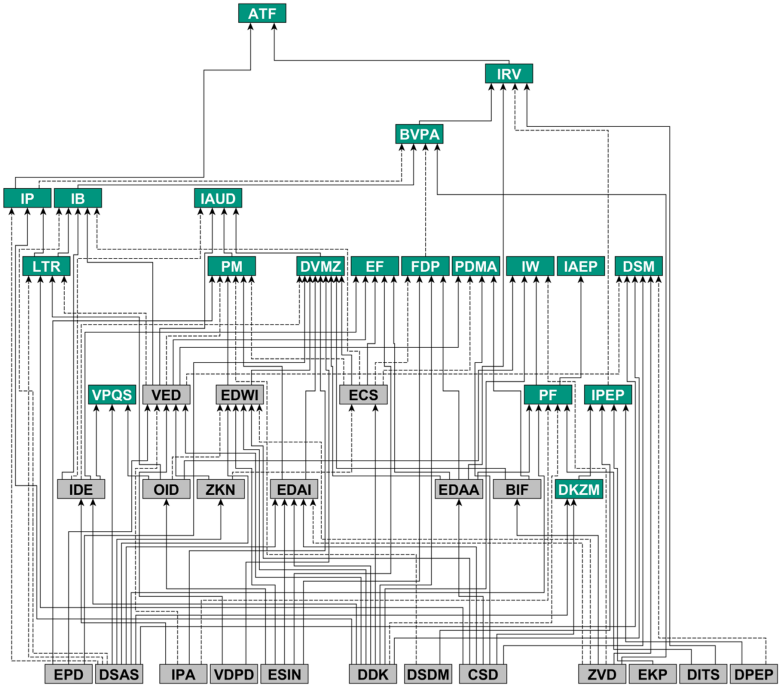 ATF
IRV
BVPA
IP IB IAUD
LTR PM DVMZ EF FDP PDMA IW IAEP DSM
VPQS VED EDWI ECS PF IPEP
IDE OID ZKN EDAI EDAA BIF DKZM
EPD DSAS IPA VDPD ESIN DDK DSDM CSD ZVD EKP DITS DPEP